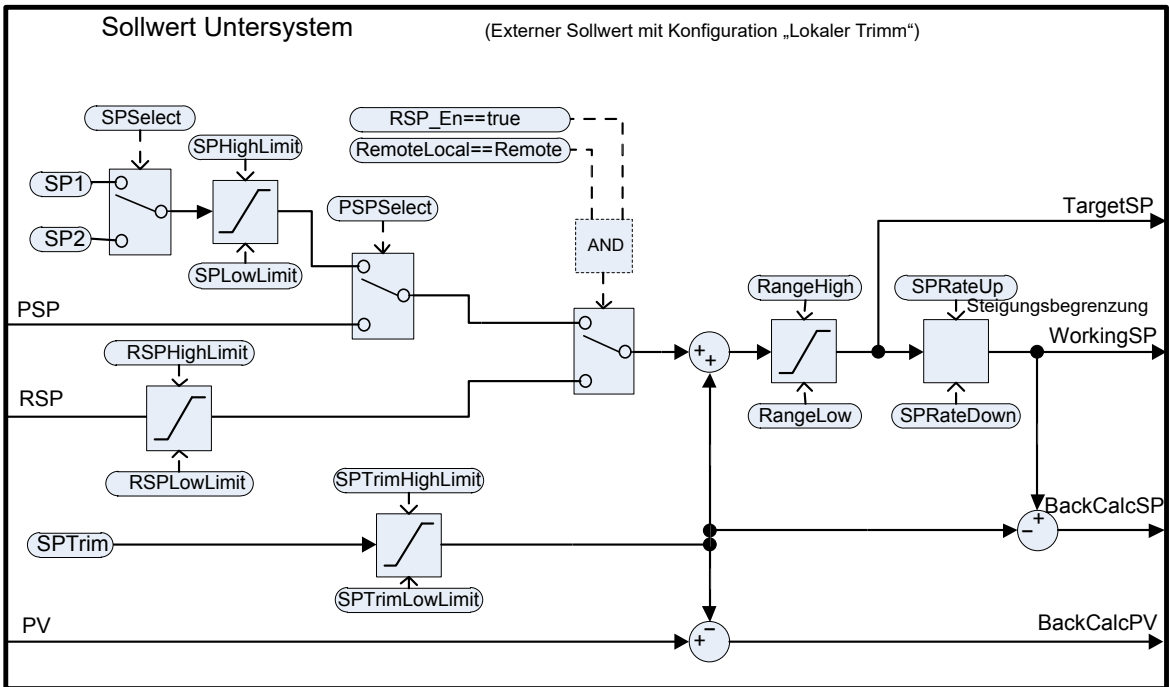 Sollwert Untersystem
(Externer Sollwert mit Konfiguration „Lokaler Trimm“)
SPSelect
RSP_En==true
SPHighLimit
RemoteLocal==Remote
SP1
PSPSelect
TargetSP
SP2
AND
SPLowLimit
RangeHigh
SPRateUp
PSP
Steigungsbegrenzung
RSPHighLimit
WorkingSP
+
+
RSP
RangeLow
SPRateDown
RSPLowLimit
SPTrimHighLimit
BackCalcSP
+
-
SPTrim
SPTrimLowLimit
PV
BackCalcPV
-
+